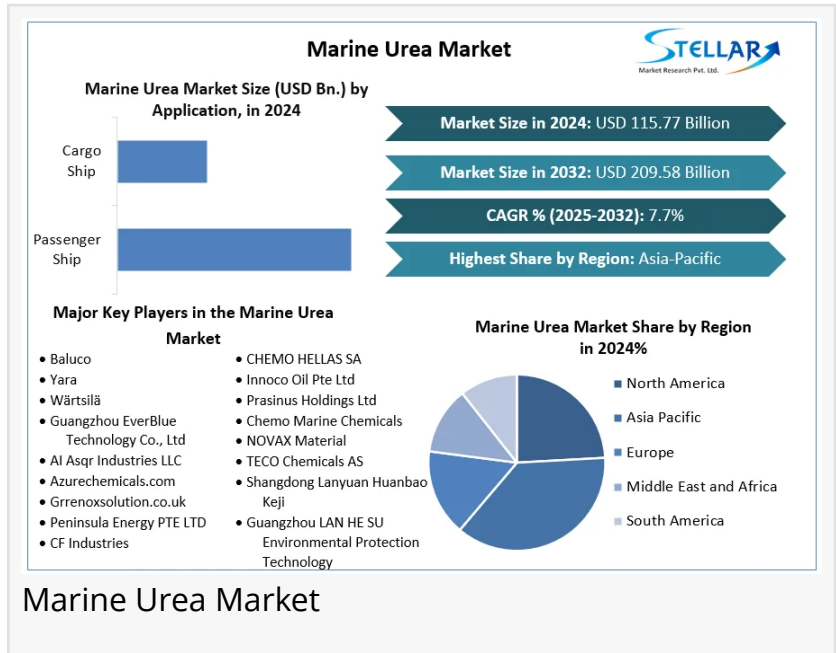 Marine Urea Market
STELLAR
Market Research Pvt. Ltd.
Marine Urea Market Size (USD Bn.) by
Application, in 2024
Cargo
Ship
Passenger
Ship
Market Size in 2024: USD 115.77 Billion
Market Size in 2032: USD 209.58 Billion
CAGR % (2025-2032): 7.7%
Highest Share by Region: Asia-Pacific
Major Key Players in the Marine Urea
Market
• Baluco
• Yara
• Wärtsilä
• Guangzhou EverBlue
Technology Co., Ltd
• Al Asqr Industries LLC
• Azurechemicals.com
• Grrenoxsolution.co.uk
• Peninsula Energy PTE LTD
• CF Industries
• CHEMO HELLAS SA
• Innoco Oil Pte Ltd
• Prasinus Holdings Ltd
• Chemo Marine Chemicals
• NOVAX Material
• TECO Chemicals AS
• Shangdong Lanyuan Huanbao
Keji
• Guangzhou LAN HE SU
Environmental Protection
Technology
Marine Urea Market Share by Region
in 2024%
North America
Asia Pacific
Europe
Middle East and Africa
South America
Marine Urea Market